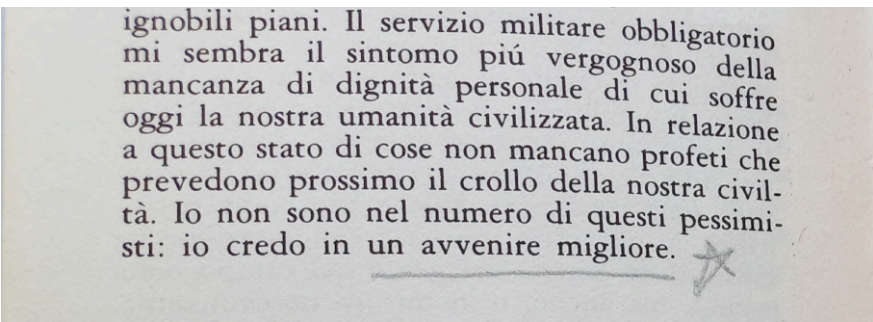 ignobili piani. Il servizio militare obbligatorio
mi sembra il sintomo piú vergognoso della
mancanza di dignità personale di cui soffre
oggi la nostra umanità civilizzata. In relazione
a questo stato di cose non mancano profeti che
prevedono prossimo il crollo della nostra civil-
tà. Io non sono nel numero di questi pessimi-
sti: io credo in un avvenire migliore.